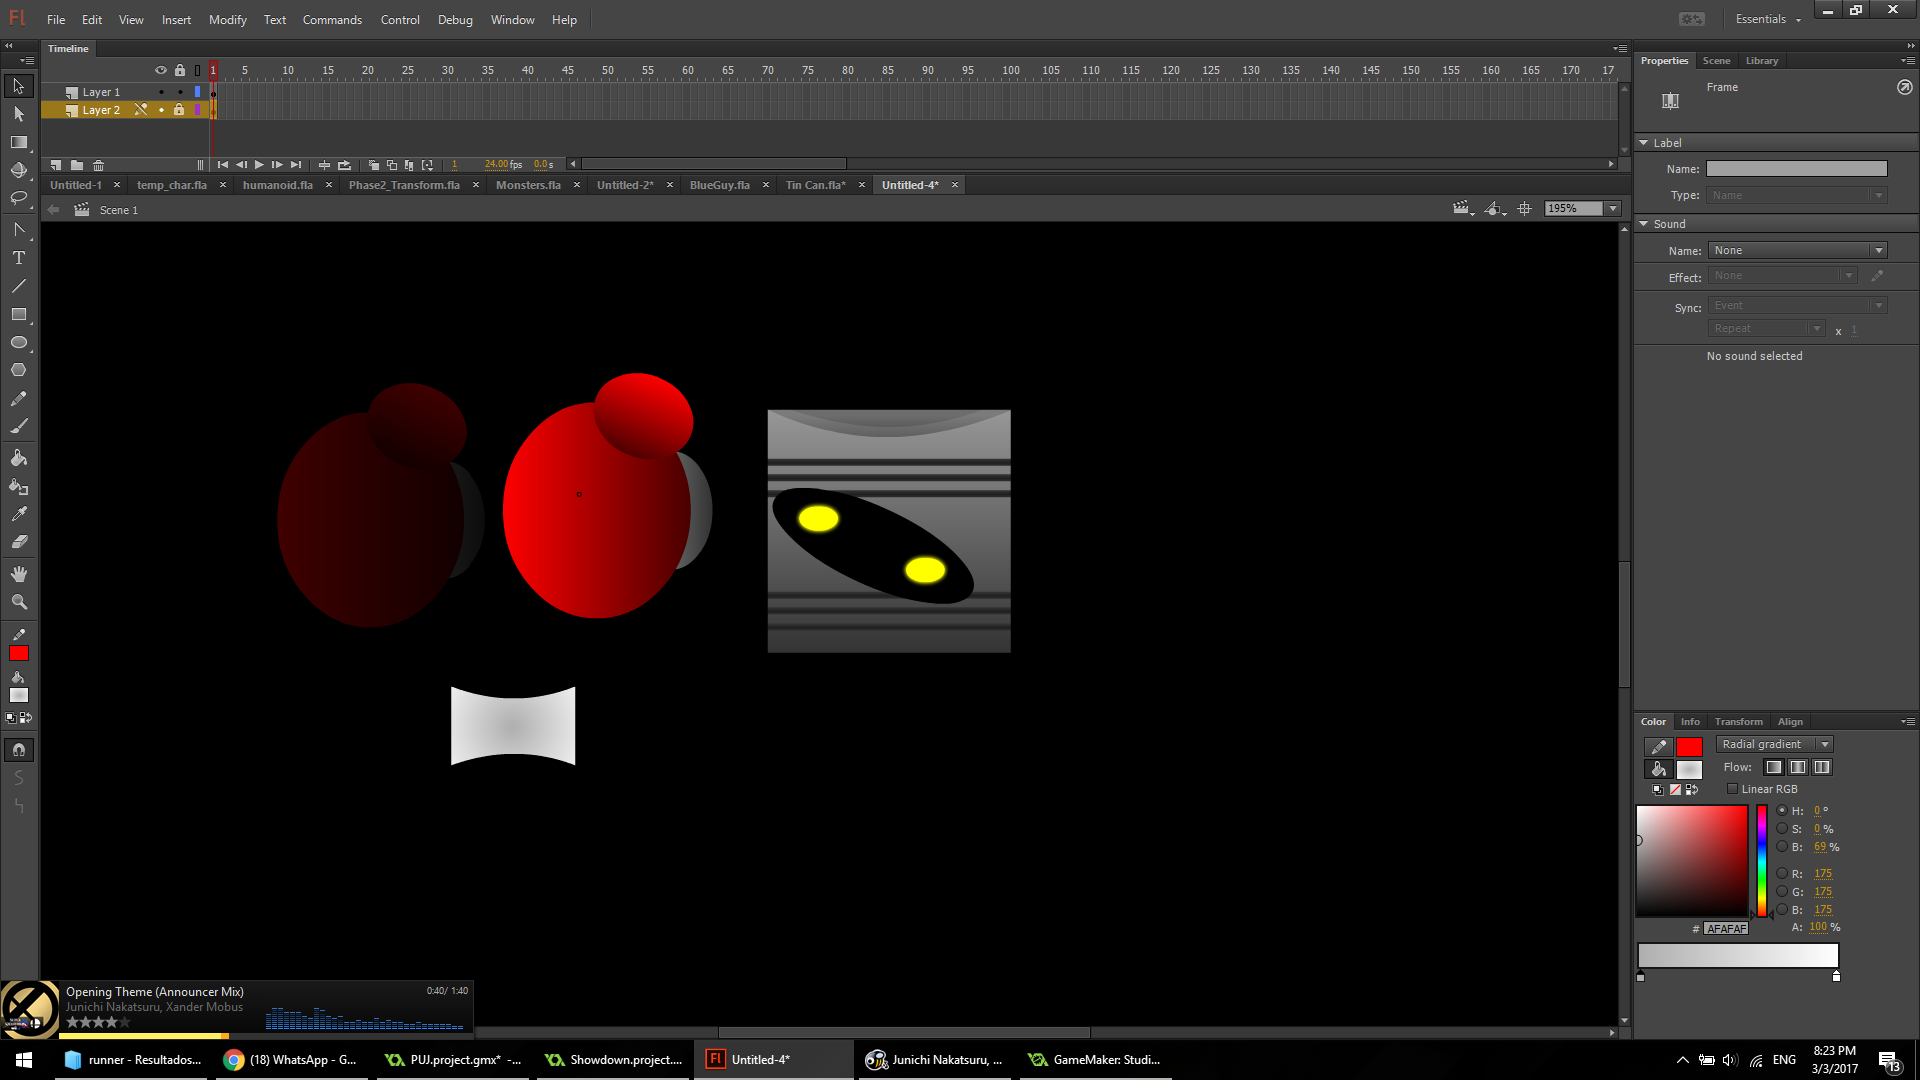 Fl File Edit View Insert Modify Text Commands Control Debug Window Help Essentials
Timeline
1 5 10 15 20 25 30 35 40 45 50 55 60 65 70 75 80 85 90 95 100 105 110 115 120 125 130 135 140 145 150 155 160 165 170 17
Layer 1
Layer 2
1 24.00 fps 0.0 s
Untitled-1 temp_char.fla humanoid.fla Phase2_Transform.fla Monsters.fla Untitled-2* BlueGuy.fla Tin Can.fla* Untitled-4*
Scene 1 195%
Properties Scene Library
Frame
Label
Name:
Type: Name
Sound
Name: None
Effect: None
Sync: Event
Repeat x 1
No sound selected
Color Info Transform Align
Radial gradient
Flow:
Linear RGB
H: 0 °
S: 0 %
B: 69 %
R: 175
G: 175
B: 175
# AFAFAF A: 100 %
Opening Theme (Announcer Mix) 0:40/ 1:40
Junichi Nakatsuru, Xander Mobus
runner - Resultados... (18) WhatsApp - G... PUJ.project.gmx* -... Showdown.project.... Fl Untitled-4* Junichi Nakatsuru, ... GameMaker: Studi... ENG 8:23 PM
3/3/2017 13